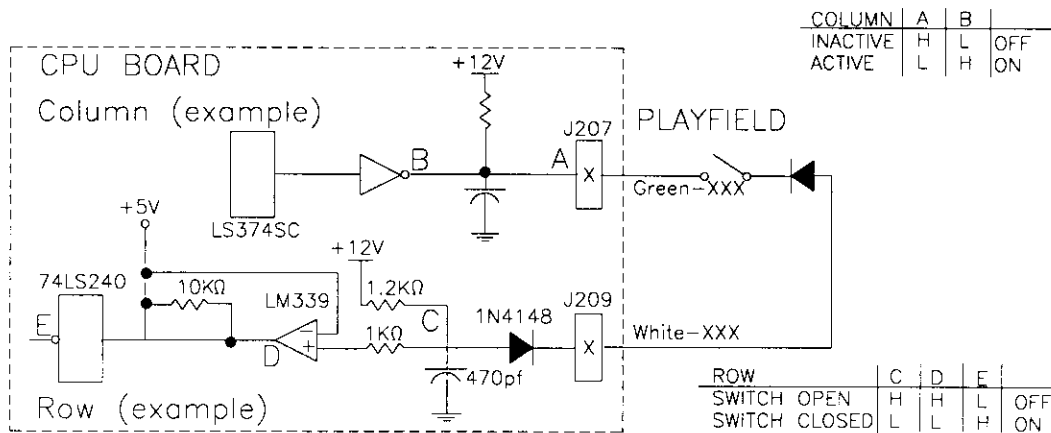 COLUMN A B
INACTIVE H L OFF
ACTIVE L H ON
CPU BOARD
Column (example)
+12V
J207
PLAYFIELD
B
A
X
Green-XXX
LS374SC
+5V
+12V
74LS240
10KΩ
LM339
1.2KΩ
C
1N4148
J209
E
−
+
D
1KΩ
X
White-XXX
470pf
Row (example)
ROW C D E
SWITCH OPEN H H L OFF
SWITCH CLOSED L L H ON